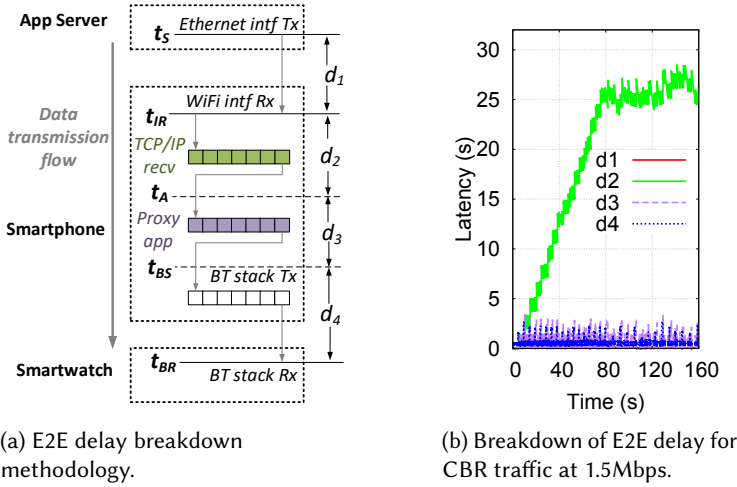 App Server
t_S
Ethernet intf Tx
d_1
Data
transmission
flow
WiFi intf Rx
t_IR
TCP/IP
recv
d_2
t_A
Smartphone
Proxy
app
d_3
t_BS
BT stack Tx
d_4
t_BR
Smartwatch
BT stack Rx
(a) E2E delay breakdown
methodology.
30
25
20
15
10
5
0
Latency (s)
d1
d2
d3
d4
0 40 80 120 160
Time (s)
(b) Breakdown of E2E delay for
CBR traffic at 1.5Mbps.